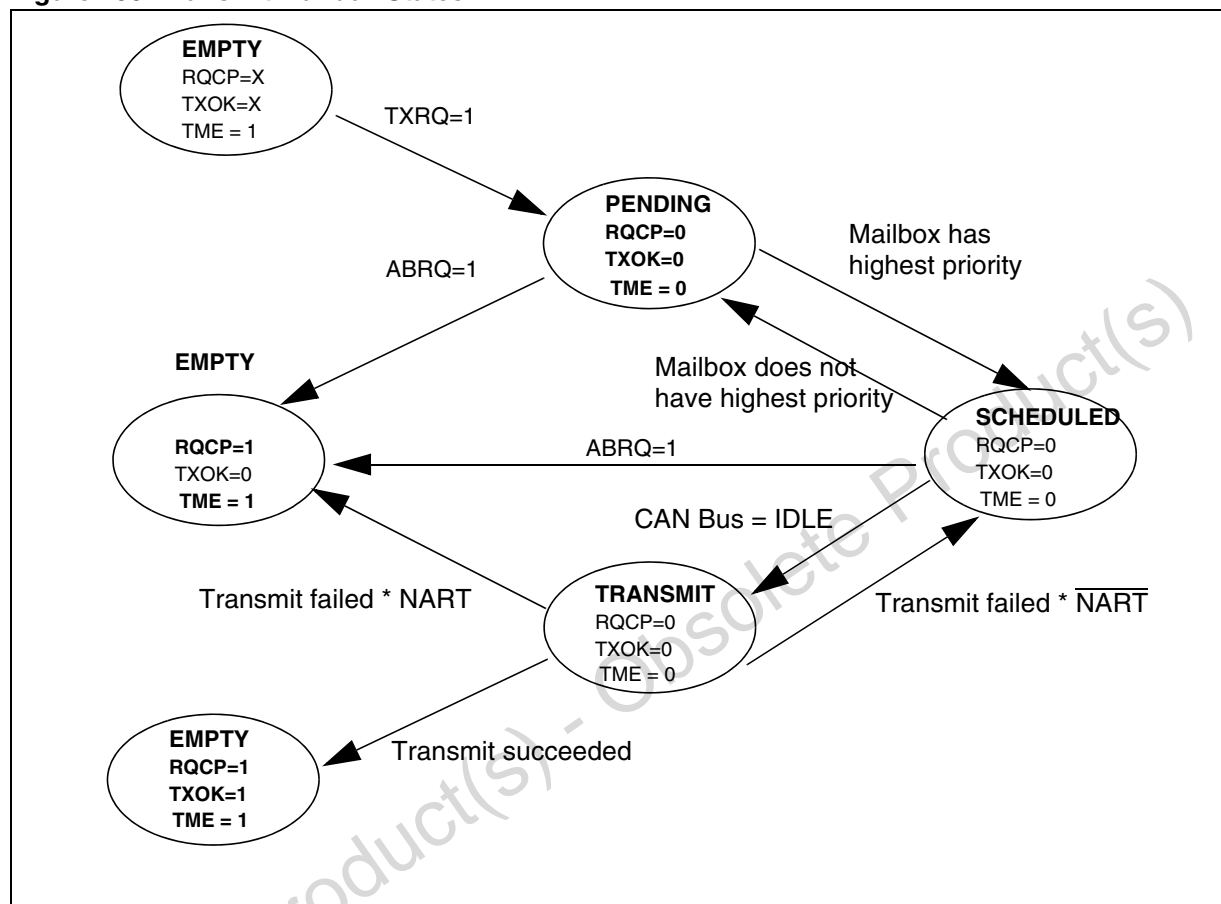 EMPTY
RQCP=X
TXOK=X
TME = 1
TXRQ=1
PENDING
RQCP=0
TXOK=0
TME = 0
Mailbox has
highest priority
ABRQ=1
EMPTY
RQCP=1
TXOK=0
TME = 1
Mailbox does not
have highest priority
SCHEDULED
RQCP=0
TXOK=0
TME = 0
ABRQ=1
CAN Bus = IDLE
Transmit failed * NART
TRANSMIT
RQCP=0
TXOK=0
TME = 0
Transmit failed * N̅A̅R̅T̅
EMPTY
RQCP=1
TXOK=1
TME = 1
Transmit succeeded
roduct(s) - Obsolete Product(s)